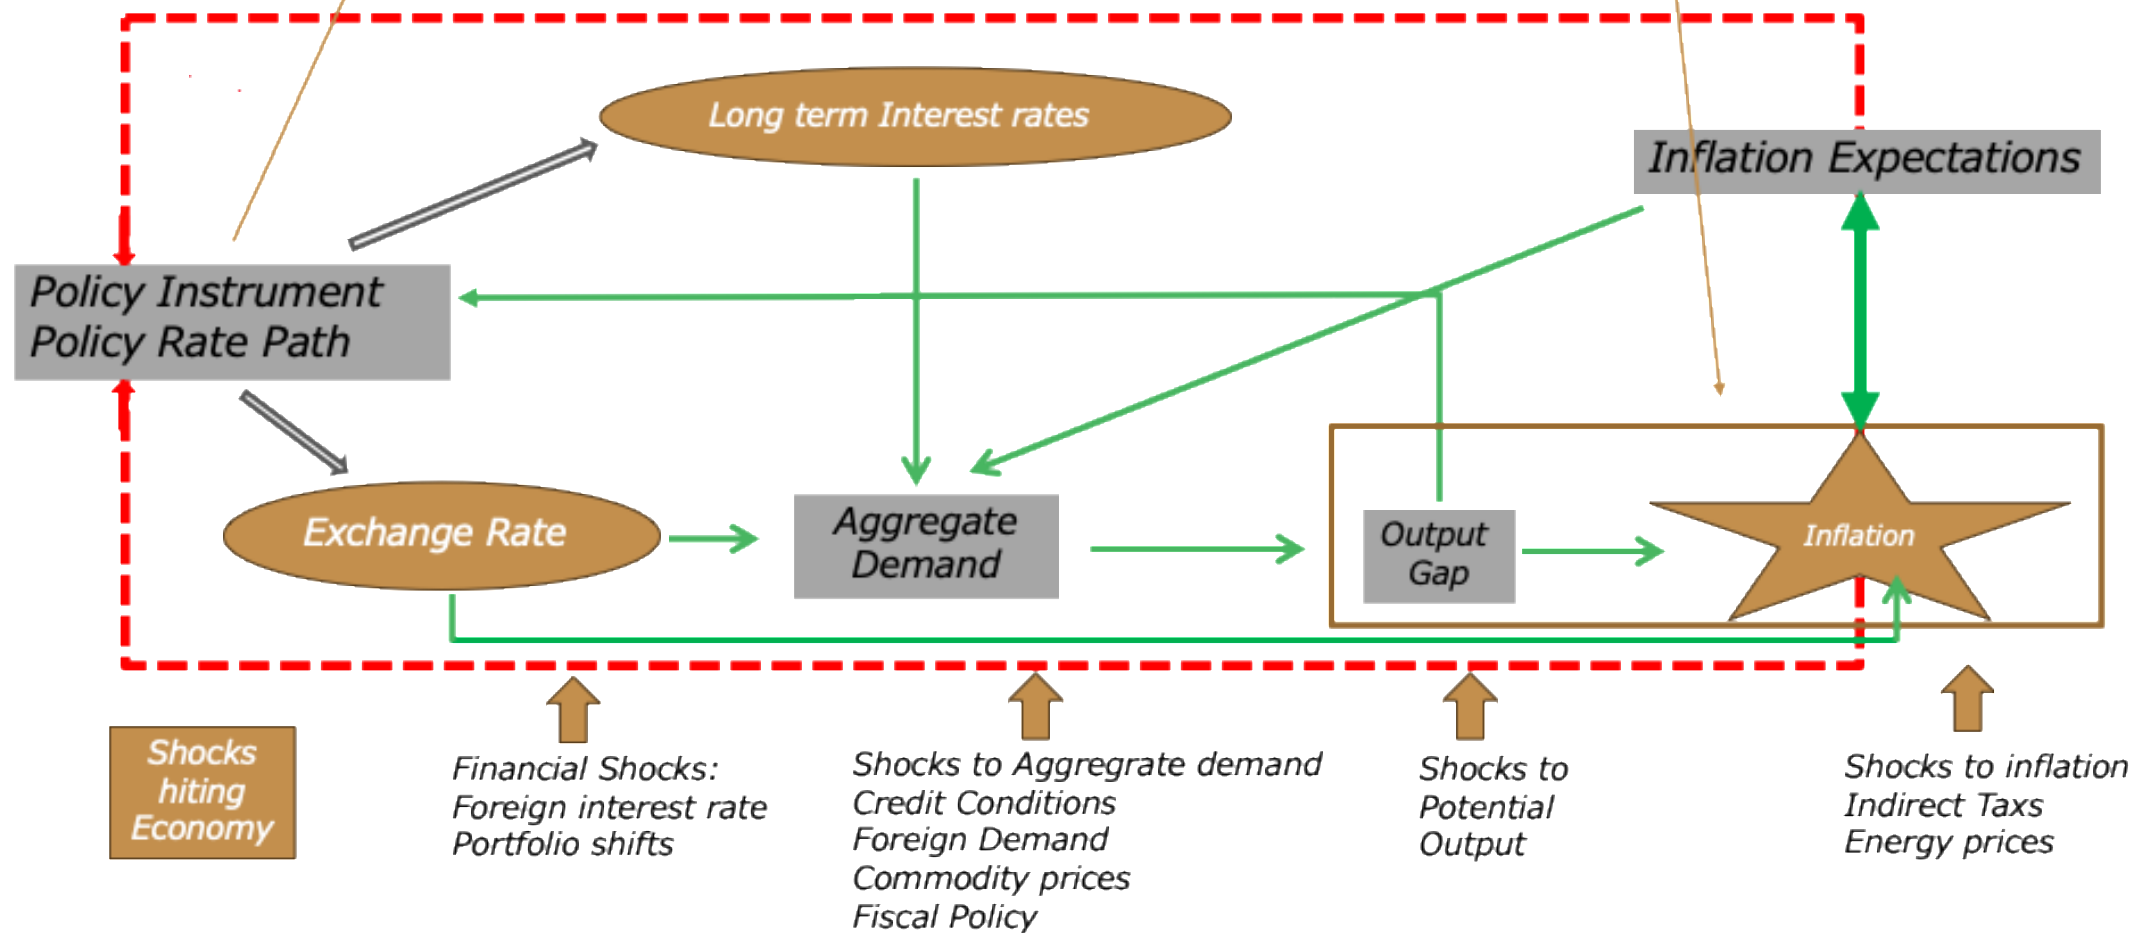 Long term Interest rates
Inflation Expectations
Policy Instrument
Policy Rate Path
Exchange Rate
Aggregate
Demand
Output
Gap
Inflation
Shocks
hiting
Economy
Financial Shocks:
Foreign interest rate
Portfolio shifts
Shocks to Aggregrate demand
Credit Conditions
Foreign Demand
Commodity prices
Fiscal Policy
Shocks to
Potential
Output
Shocks to inflation
Indirect Taxs
Energy prices